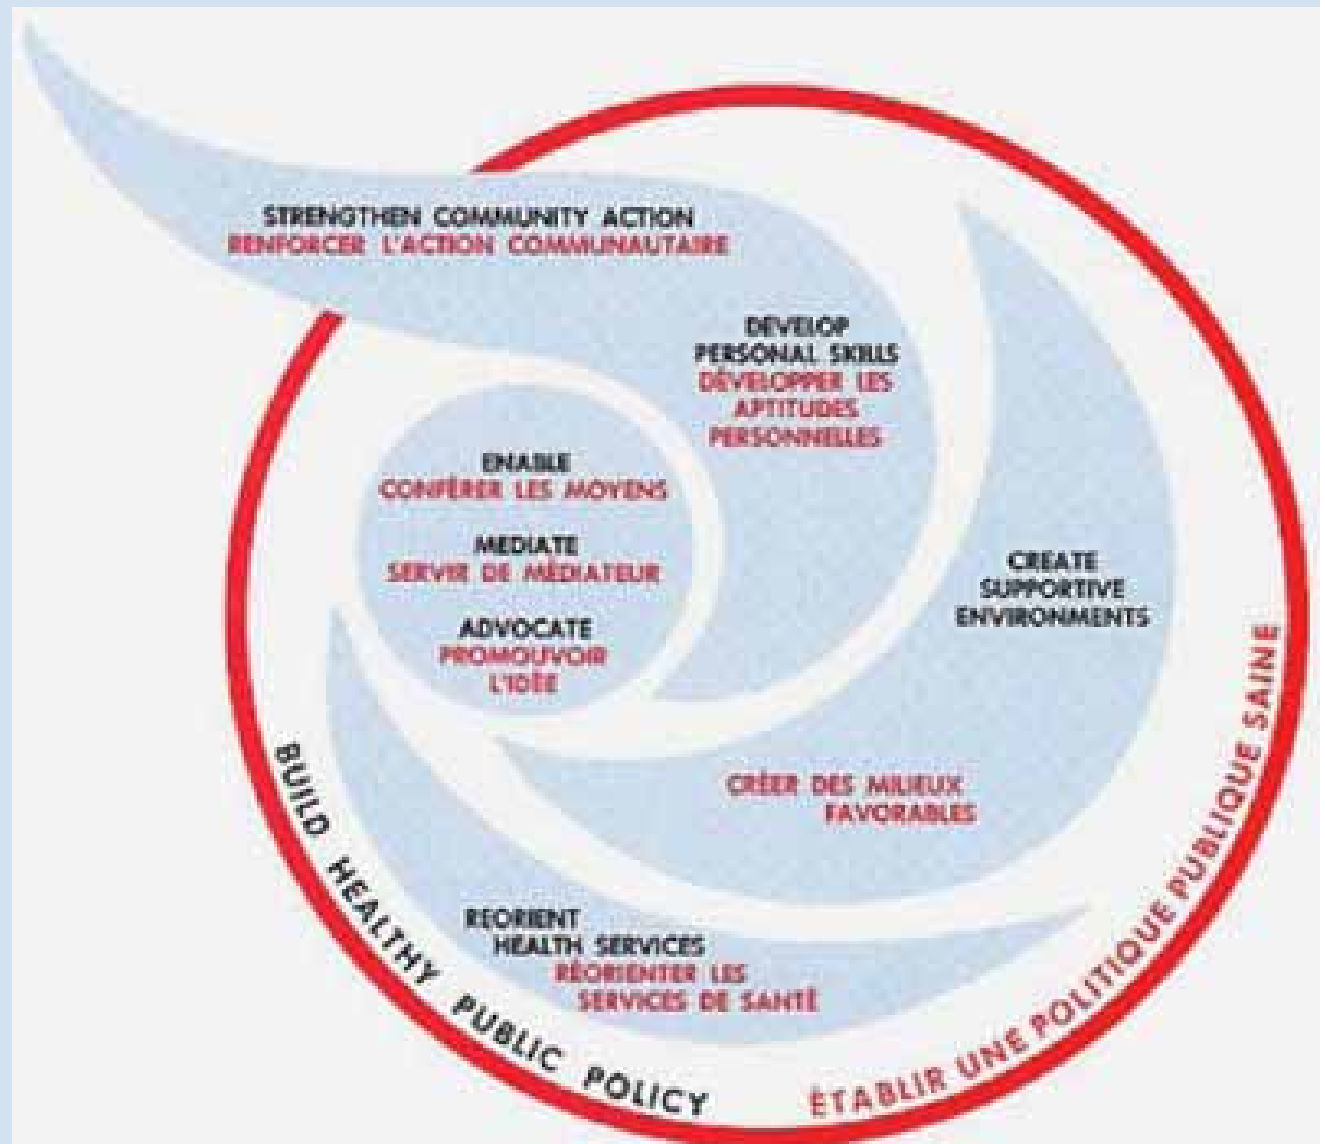 STRENGTHEN COMMUNITY ACTION
RENFORCER L'ACTION COMMUNAUTAIRE
DEVELOP
PERSONAL SKILLS
DÉVELOPPER LES
APTITUDES
PERSONNELLES
ENABLE
CONFÉRER LES MOYENS
MEDIATE
SERVIR DE MÉDIATEUR
ADVOCATE
PROMOUVOIR
L'IDÉE
CREATE
SUPPORTIVE
ENVIRONMENTS
CRÉER DES MILIEUX
FAVORABLES
REORIENT
HEALTH SERVICES
RÉORIENTER LES
SERVICES DE SANTÉ
BUILD HEALTHY PUBLIC POLICY
ÉTABLIR UNE POLITIQUE PUBLIQUE SAINE